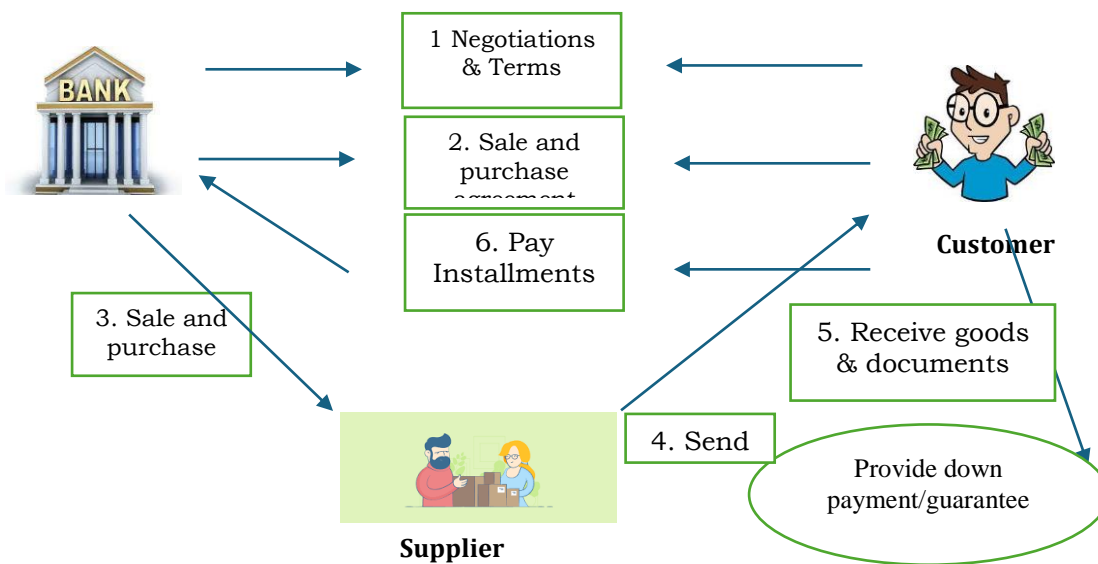 BANK
1 Negotiations
& Terms
2. Sale and
purchase
agreement
6. Pay
Installments
Customer
3. Sale and
purchase
5. Receive goods
& documents
4. Send
Provide down
payment/guarantee
Supplier